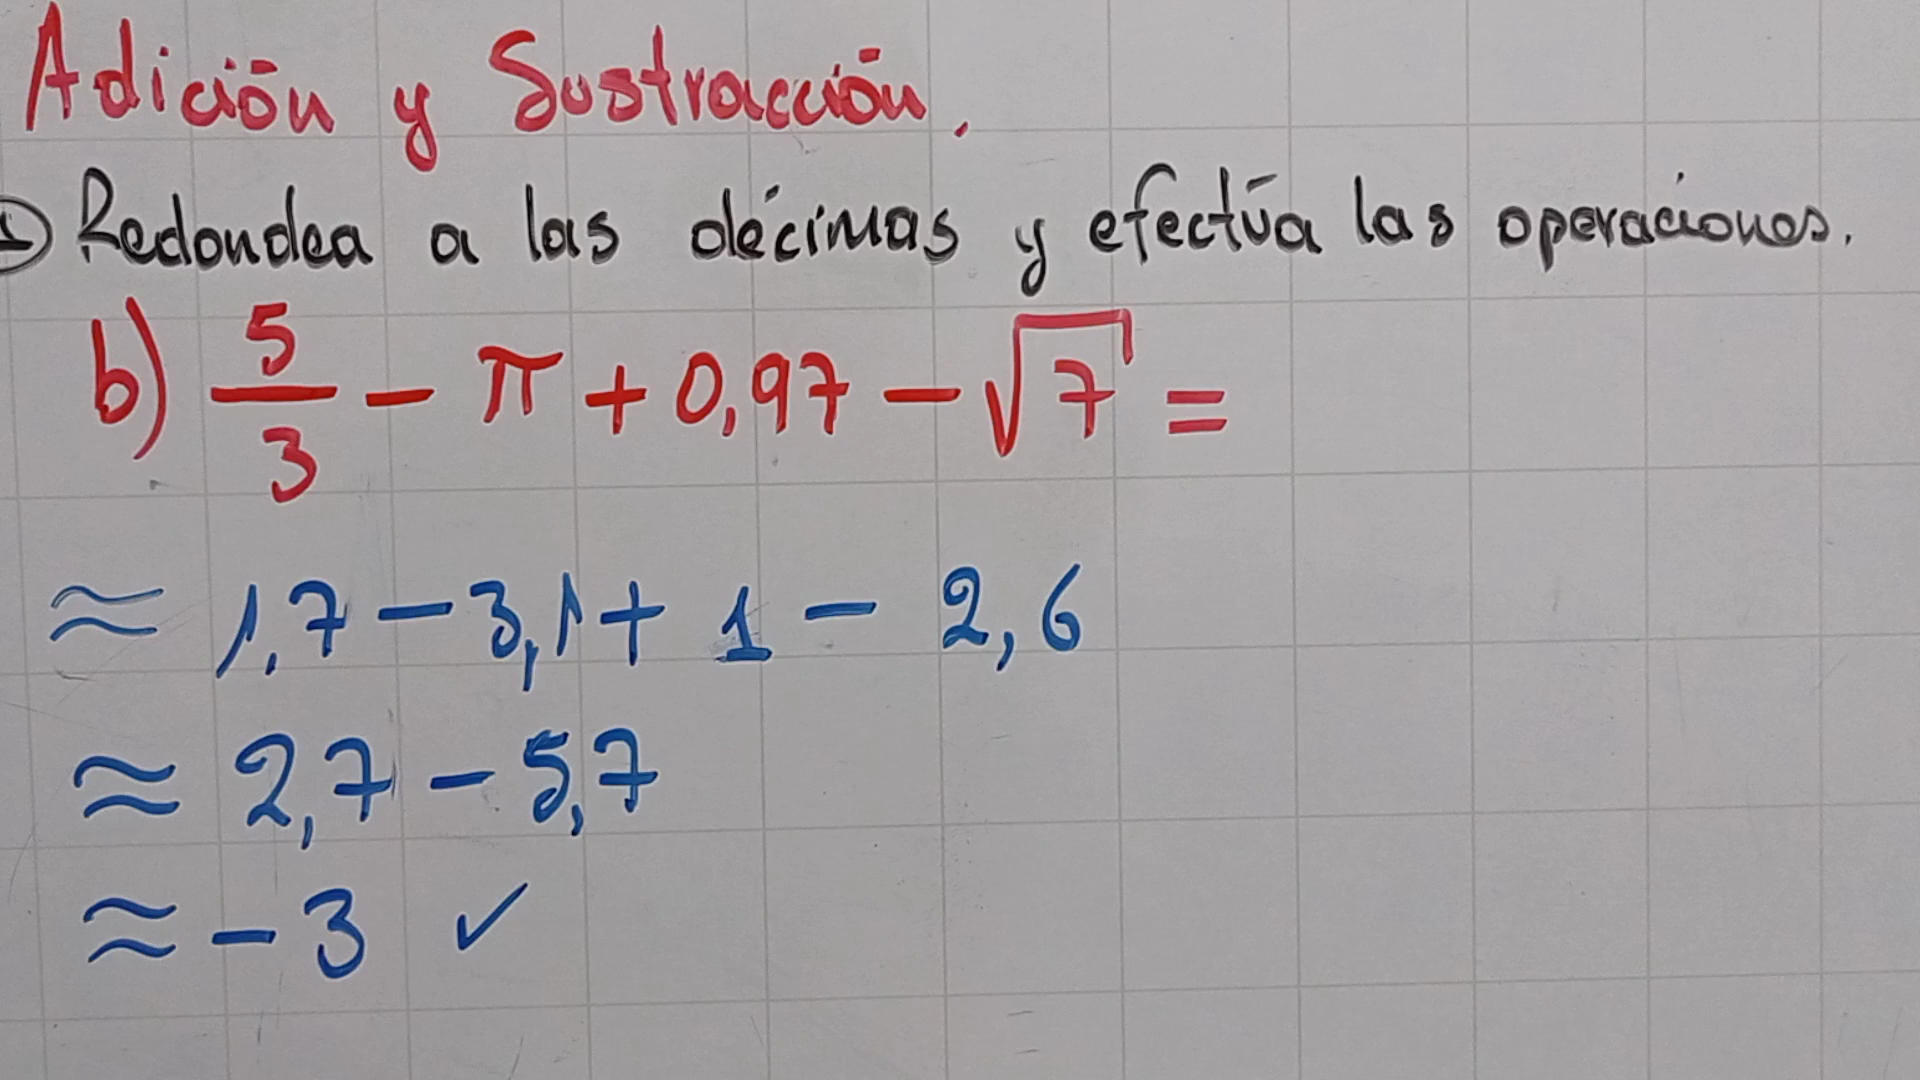 Adición y Sustracción.
① Redondea a las décimas y efectúa las operaciones.
b) 5/3 - π + 0,97 - √7 =
≈ 1,7 - 3,1 + 1 - 2,6
≈ 2,7 - 5,7
≈ - 3 ✓